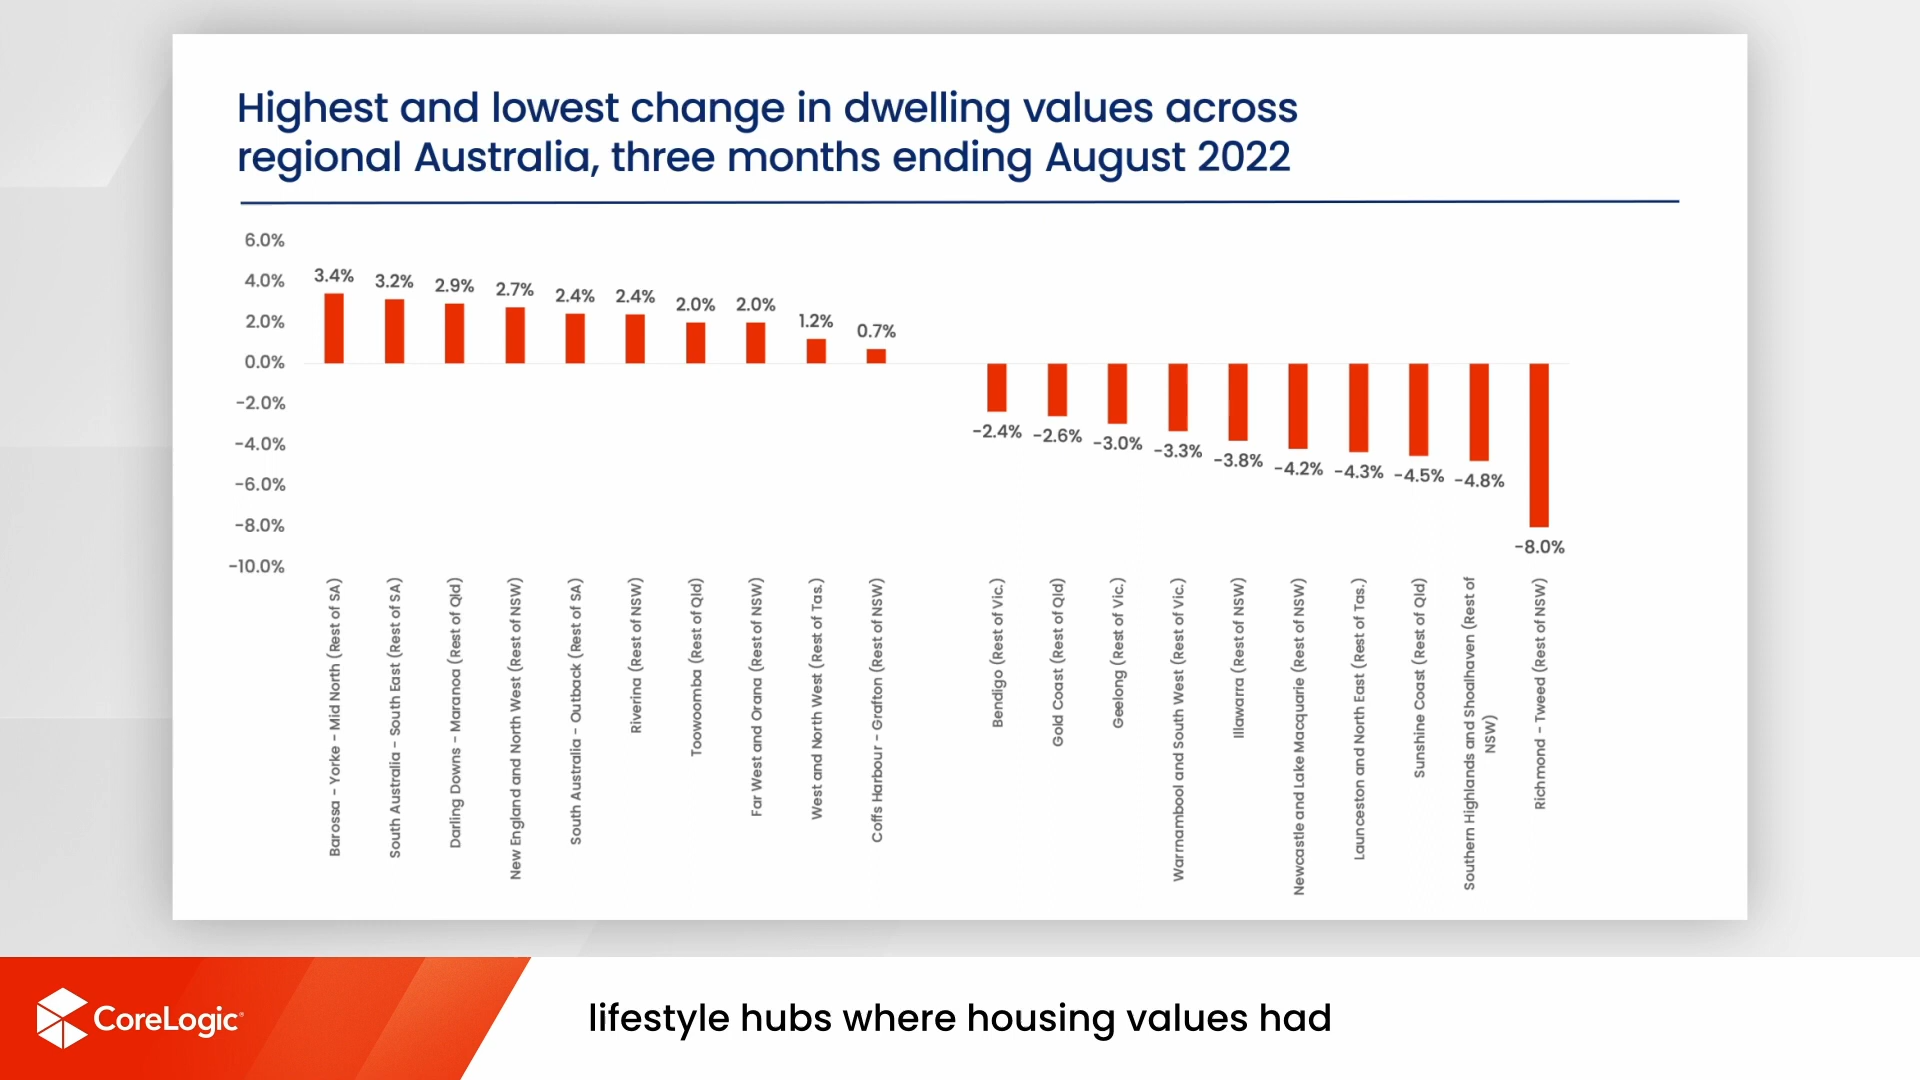 Highest and lowest change in dwelling values across
regional Australia, three months ending August 2022
6.0%
4.0%
2.0%
0.0%
-2.0%
-4.0%
-6.0%
-8.0%
-10.0%
3.4%
3.2%
2.9%
2.7%
2.4%
2.4%
2.0%
2.0%
1.2%
0.7%
-2.4%
-2.6%
-3.0%
-3.3%
-3.8%
-4.2%
-4.3%
-4.5%
-4.8%
-8.0%
Barossa - Yorke - Mid North (Rest of SA)
South Australia - South East (Rest of SA)
Darling Downs - Maranoa (Rest of Qld)
New England and North West (Rest of NSW)
South Australia - Outback (Rest of SA)
Riverina (Rest of NSW)
Toowoomba (Rest of Qld)
Far West and Orana (Rest of NSW)
West and North West (Rest of Tas.)
Coffs Harbour - Grafton (Rest of NSW)
Bendigo (Rest of Vic.)
Gold Coast (Rest of Qld)
Geelong (Rest of Vic.)
Warrnambool and South West (Rest of Vic.)
Illawarra (Rest of NSW)
Newcastle and Lake Macquarie (Rest of NSW)
Launceston and North East (Rest of Tas.)
Sunshine Coast (Rest of Qld)
Southern Highlands and Shoalhaven (Rest of
NSW)
Richmond - Tweed (Rest of NSW)
CoreLogic
lifestyle hubs where housing values had